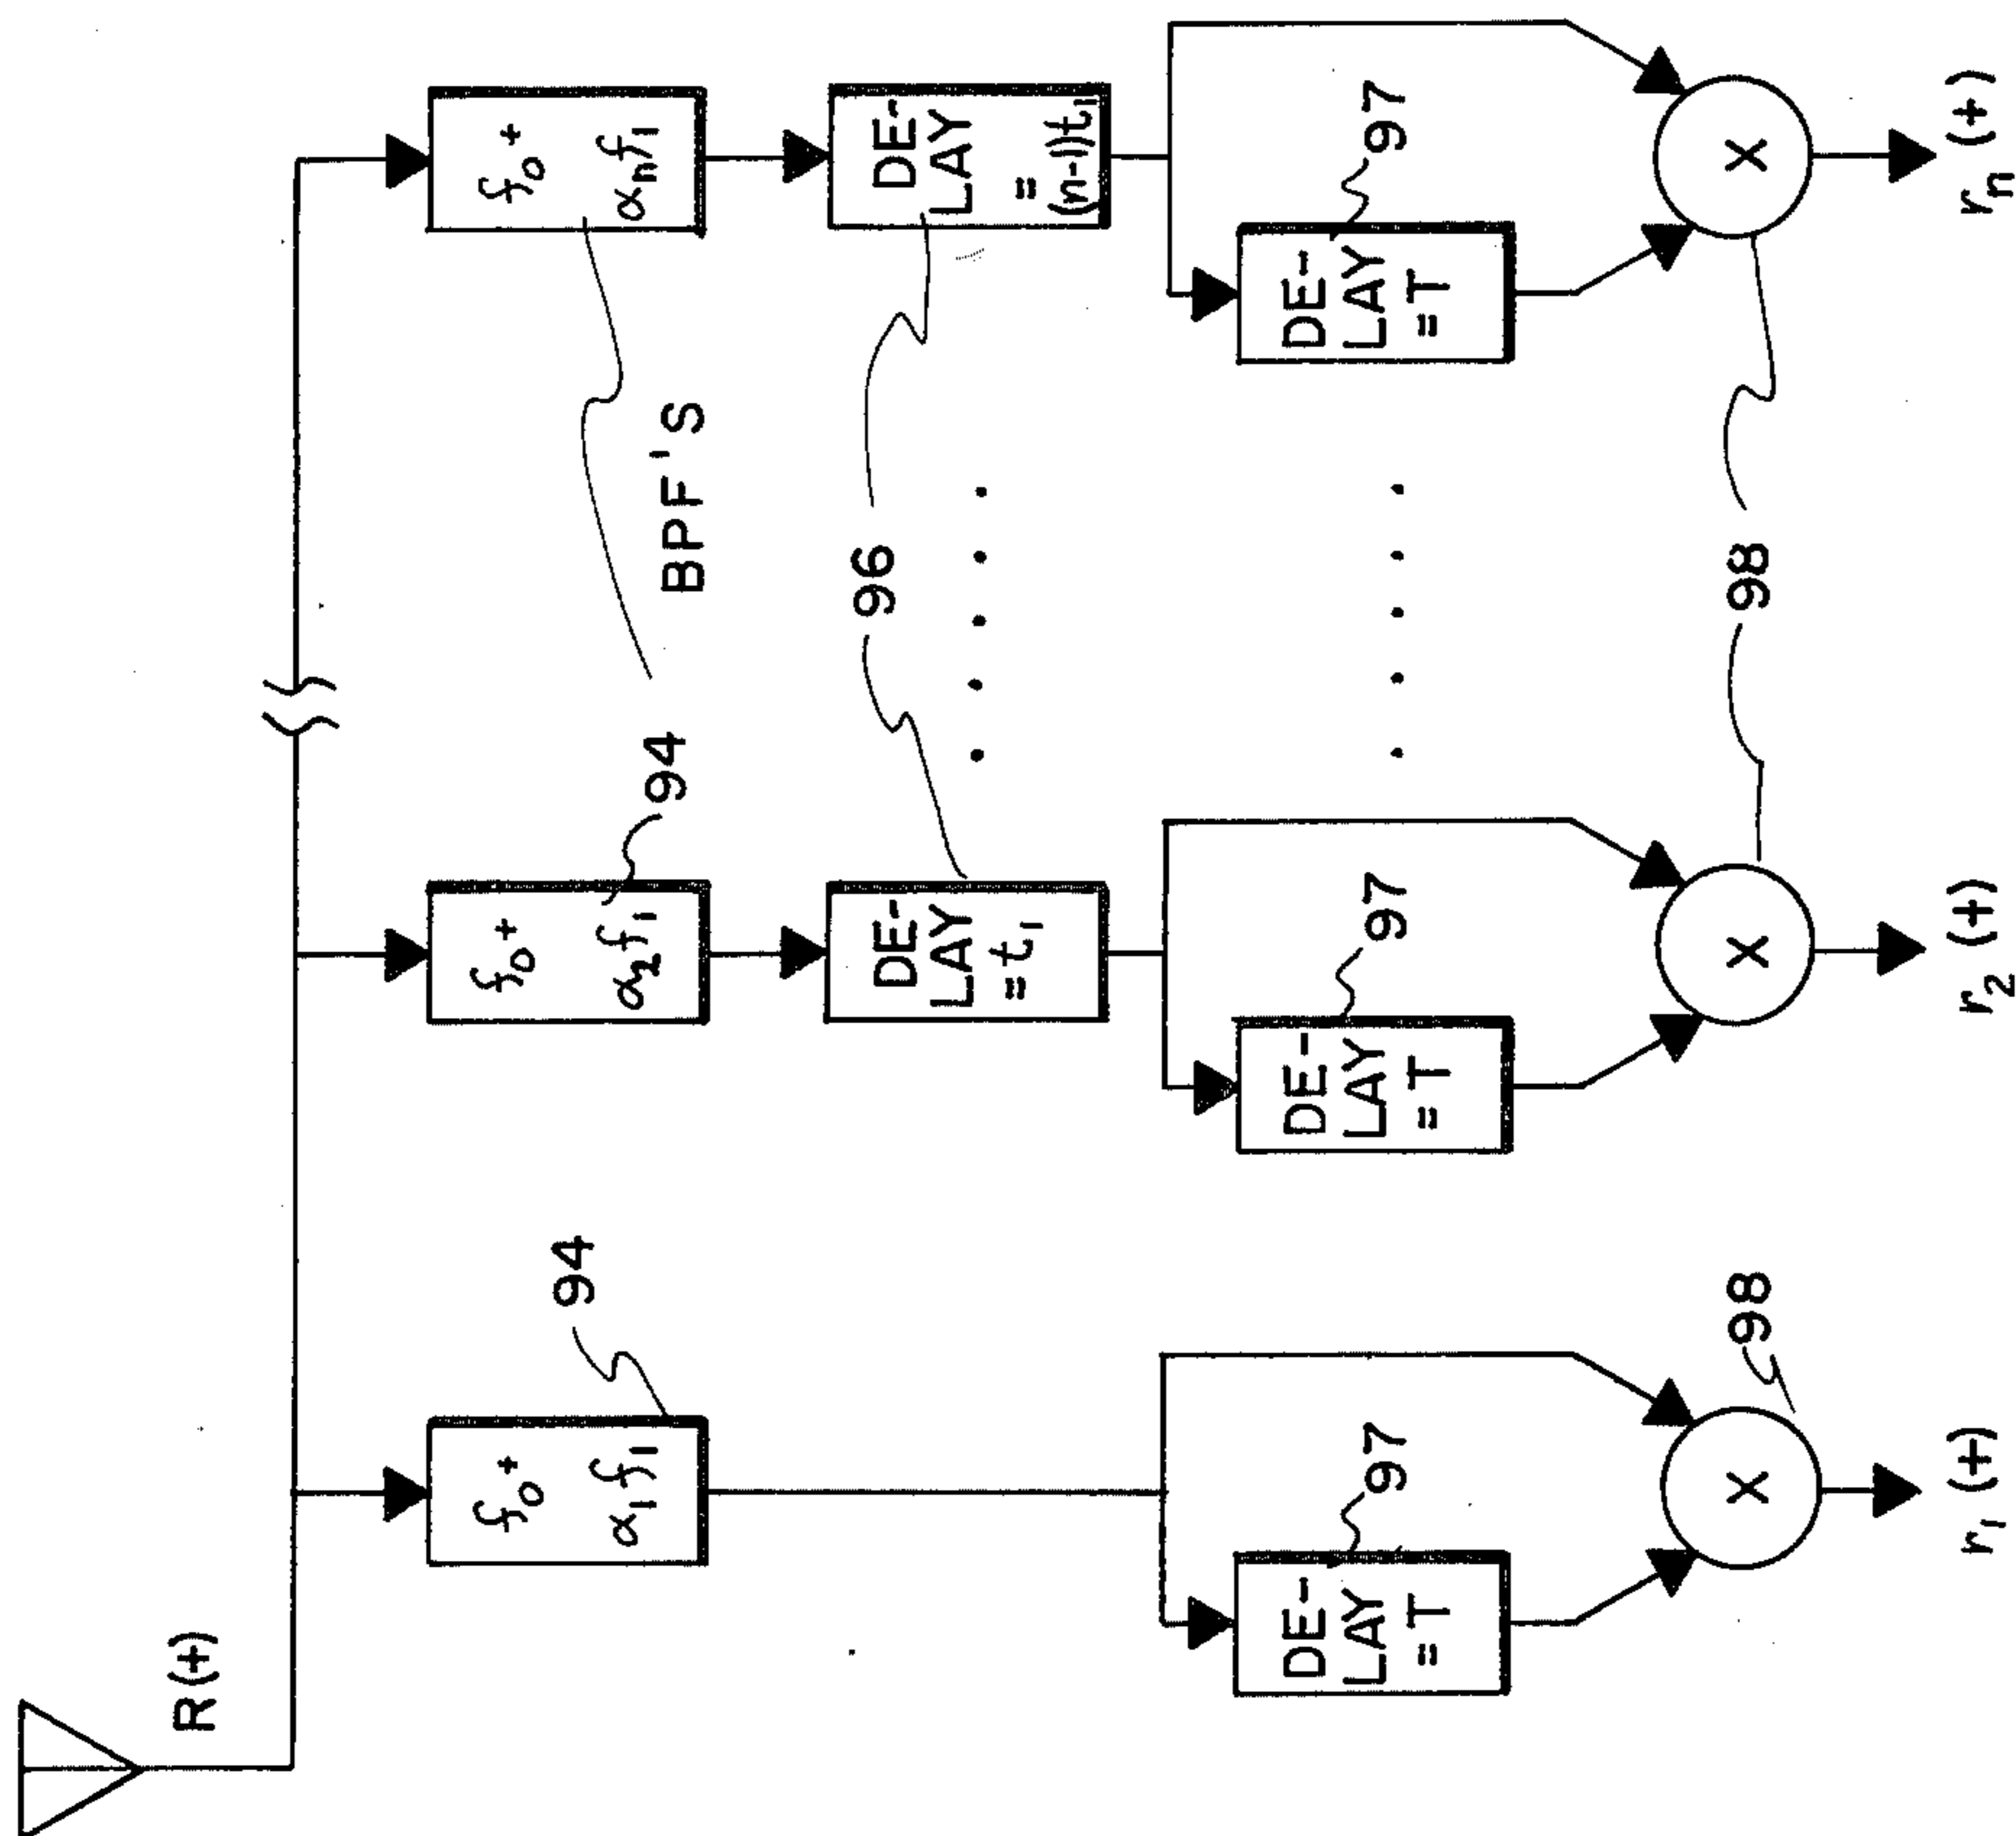 R(t)
f₀+
α₁f₁
94
f₀+
α₂f₁
94
BPF'S
f₀+
αₙf₁
96
DE-
LAY
=t₁
DE-
LAY
=
(n-1)t₁
DE-
LAY
=T
97
DE-
LAY
=T
97
DE-
LAY
=T
97
X
98
X
98
X
r₁(t)
r₂(t)
rₙ(t)